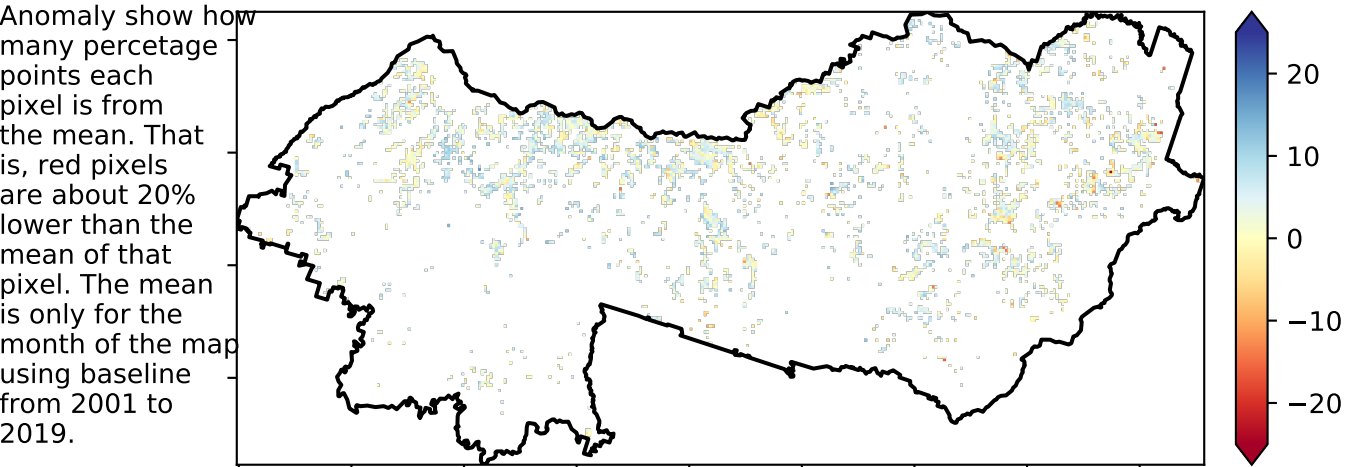 Anomaly show how
many percetage
points each
pixel is from
the mean. That
is, red pixels
are about 20%
lower than the
mean of that
pixel. The mean
is only for the
month of the map
using baseline
from 2001 to
2019.
20
10
0
−10
−20